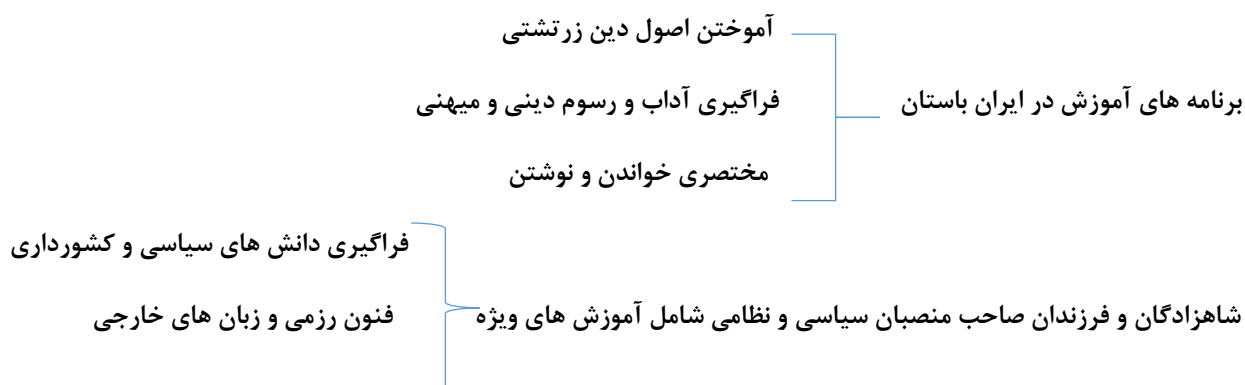 آموختن اصول دین زرتشتی
برنامه های آموزش در ایران باستان
فراگیری آداب و رسوم دینی و میهنی
مختصری خواندن و نوشتن
فراگیری دانش های سیاسی و کشورداری
شاهزادگان و فرزندان صاحب منصبان سیاسی و نظامی شامل آموزش های ویژه
فنون رزمی و زبان های خارجی